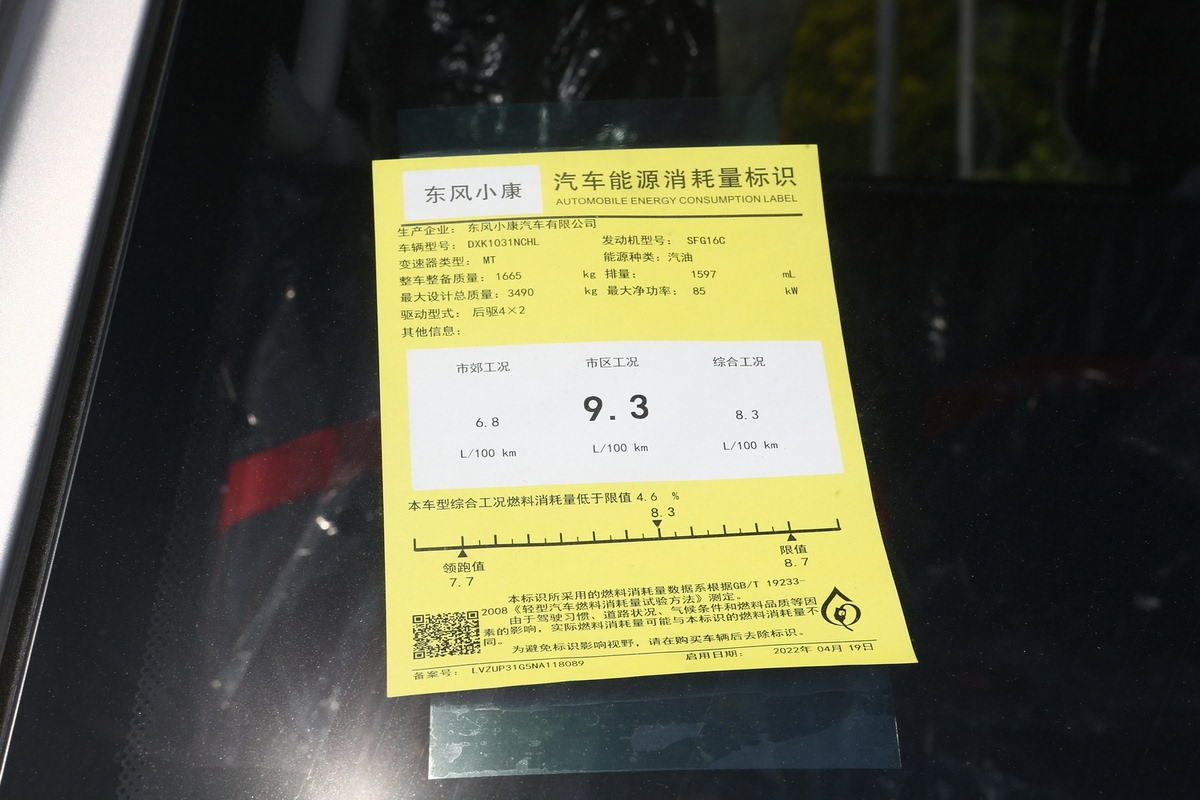 东风小康
汽车能源消耗量标识
AUTOMOBILE ENERGY CONSUMPTION LABEL
生产企业: 东风小康汽车有限公司
车辆型号: DXK1031NCHL 发动机型号: SFG16C
变速器类型: MT 能源种类: 汽油
整车整备质量: 1665 kg 排量: 1597 mL
最大设计总质量: 3490 kg 最大净功率: 85 kW
驱动型式: 后驱4×2
其他信息:
市郊工况 市区工况 综合工况
6.8 9.3 8.3
L/100 km L/100 km L/100 km
本车型综合工况燃料消耗量低于限值 4.6 %
8.3
领跑值 限值
7.7 8.7
本标识所采用的燃料消耗量数据系根据GB/T 19233-
2008《轻型汽车燃料消耗量试验方法》测定。
由于驾驶习惯、道路状况、气候条件和燃料品质等因
素的影响,实际燃料消耗量可能与本标识的燃料消耗量不
同。
为避免标识影响视野,请在购买车辆后去除标识。
备案号: LVZUP31G5NA118089 启用日期: 2022年 04月 19日